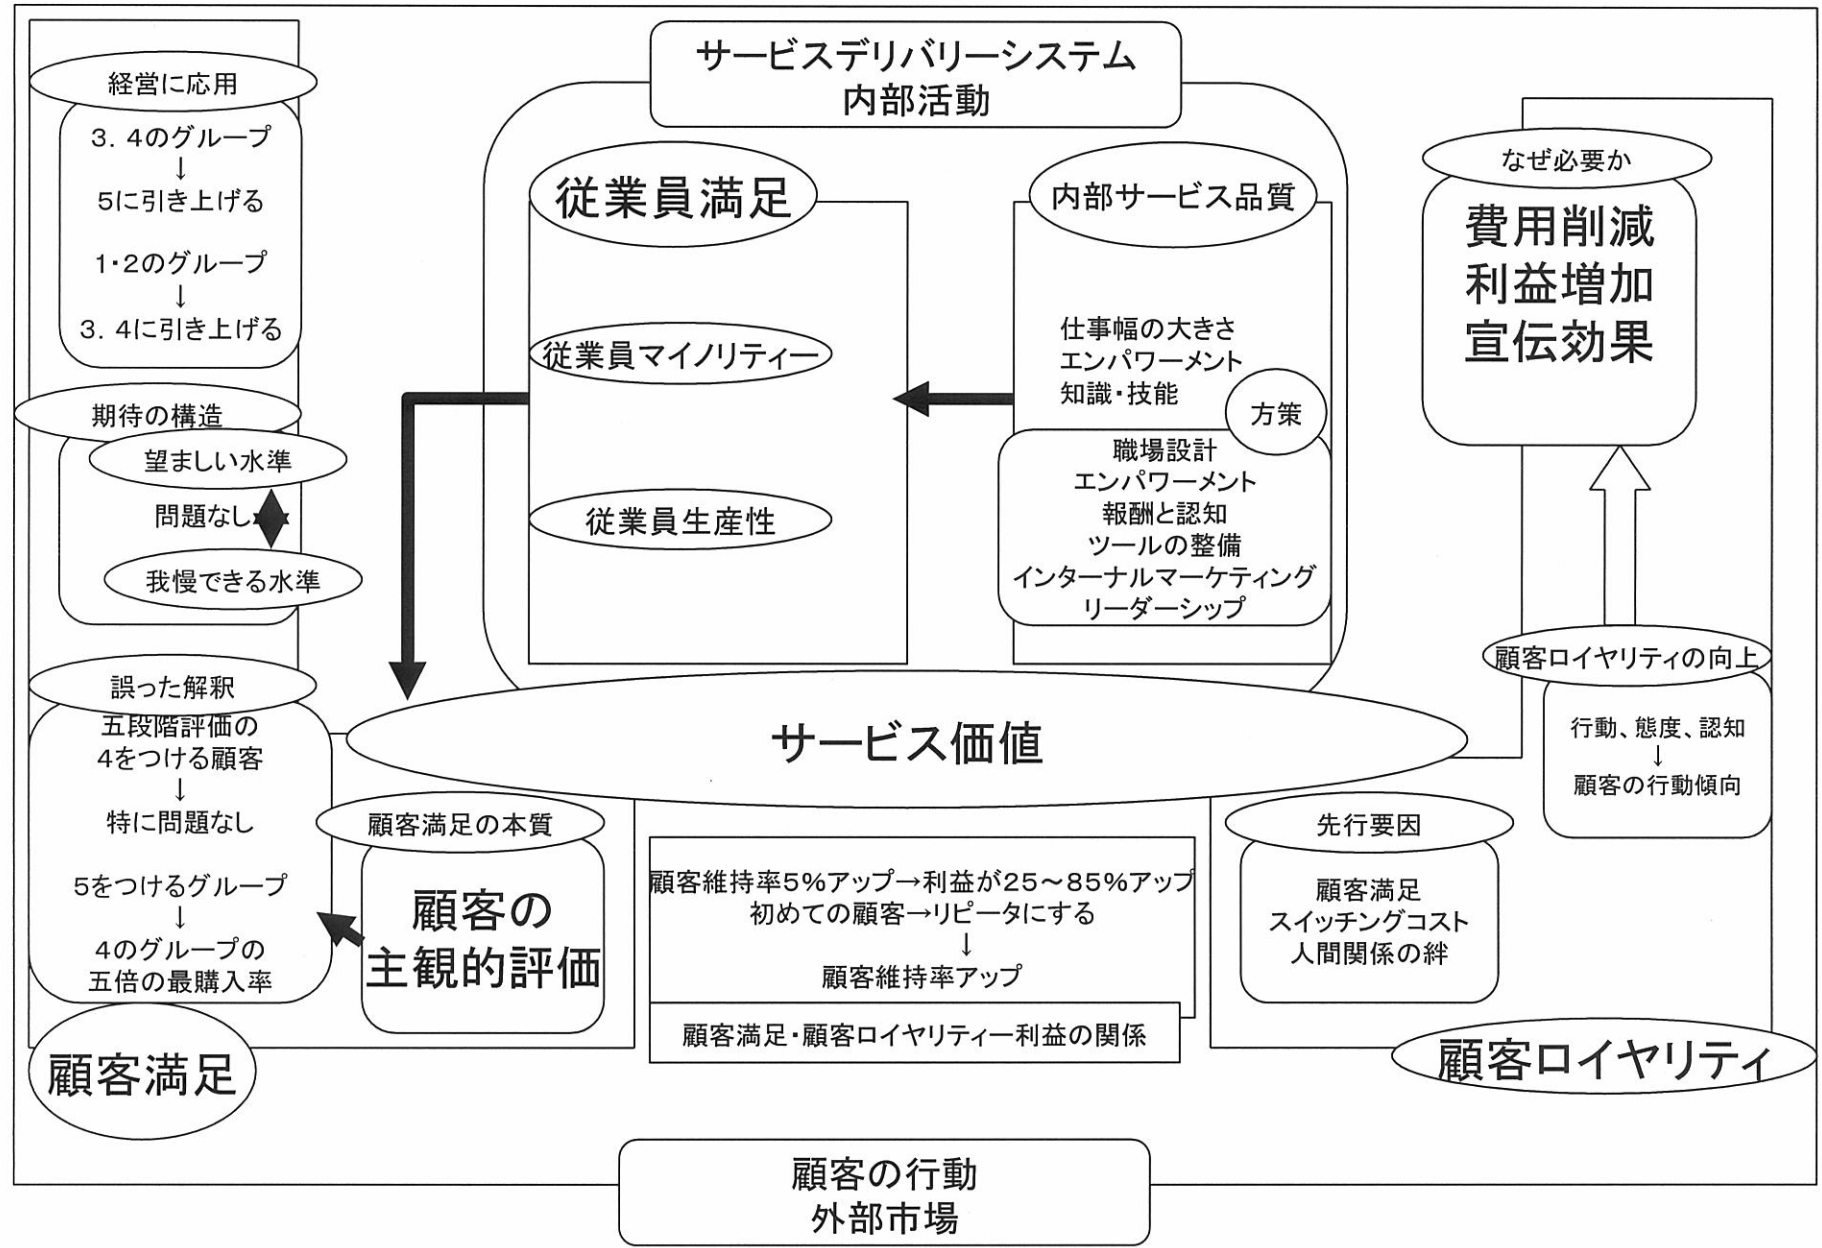 サービスデリバリーシステム
内部活動
経営に応用
3．4のグループ
↓
5に引き上げる
1・2のグループ
↓
3．4に引き上げる
期待の構造
望ましい水準
問題なし
我慢できる水準
誤った解釈
五段階評価の
4をつける顧客
↓
特に問題なし
5をつけるグループ
↓
4のグループの
五倍の最購入率
顧客満足の本質
顧客の
主観的評価
顧客満足
従業員満足
従業員マイノリティー
従業員生産性
内部サービス品質
仕事幅の大きさ
エンパワーメント
知識・技能
方策
職場設計
エンパワーメント
報酬と認知
ツールの整備
インターナルマーケティング
リーダーシップ
サービス価値
顧客維持率5％アップ→利益が25～85％アップ
初めての顧客→リピータにする
↓
顧客維持率アップ
顧客満足・顧客ロイヤリティー利益の関係
なぜ必要か
費用削減
利益増加
宣伝効果
顧客ロイヤリティの向上
行動、態度、認知
↓
顧客の行動傾向
先行要因
顧客満足
スイッチングコスト
人間関係の絆
顧客ロイヤリティ
顧客の行動
外部市場